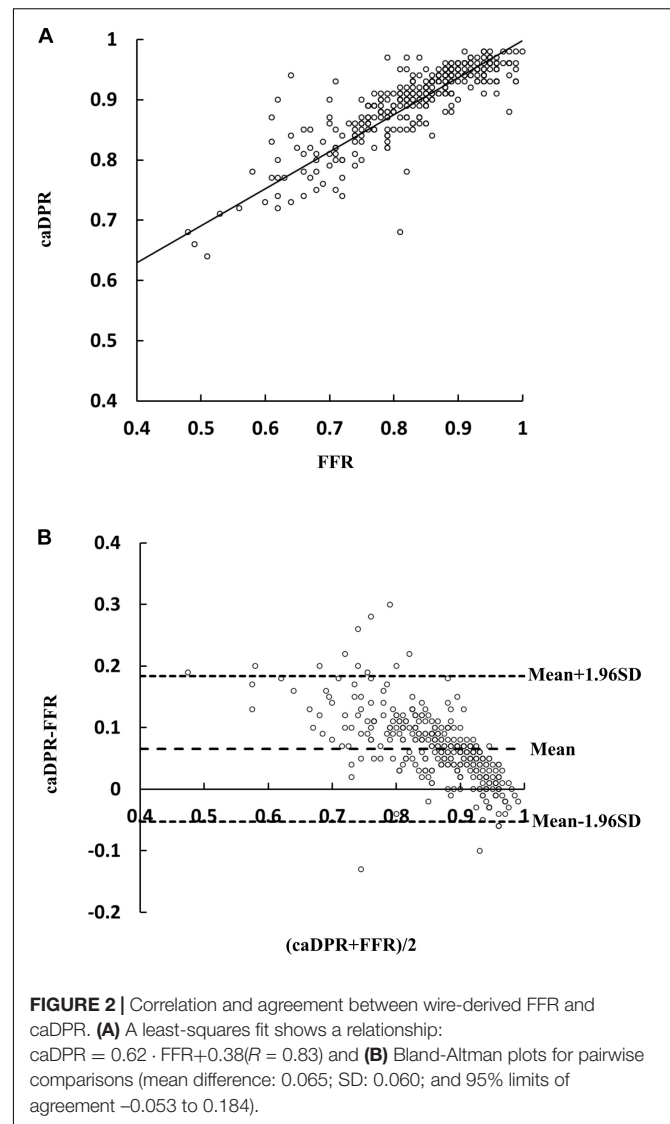 A
1
0.9
0.8
0.7
0.6
0.5
0.4
caDPR
0.4 0.5 0.6 0.7 0.8 0.9 1
FFR
B
0.4
0.3
0.2
0.1
0
-0.1
-0.2
caDPR-FFR
0.4 0.5 0.6 0.7 0.8 0.9 1
Mean+1.96SD
Mean
Mean-1.96SD
(caDPR+FFR)/2
FIGURE 2 | Correlation and agreement between wire-derived FFR and
caDPR. (A) A least-squares fit shows a relationship:
caDPR = 0.62 · FFR+0.38(R = 0.83) and (B) Bland-Altman plots for pairwise
comparisons (mean difference: 0.065; SD: 0.060; and 95% limits of
agreement –0.053 to 0.184).